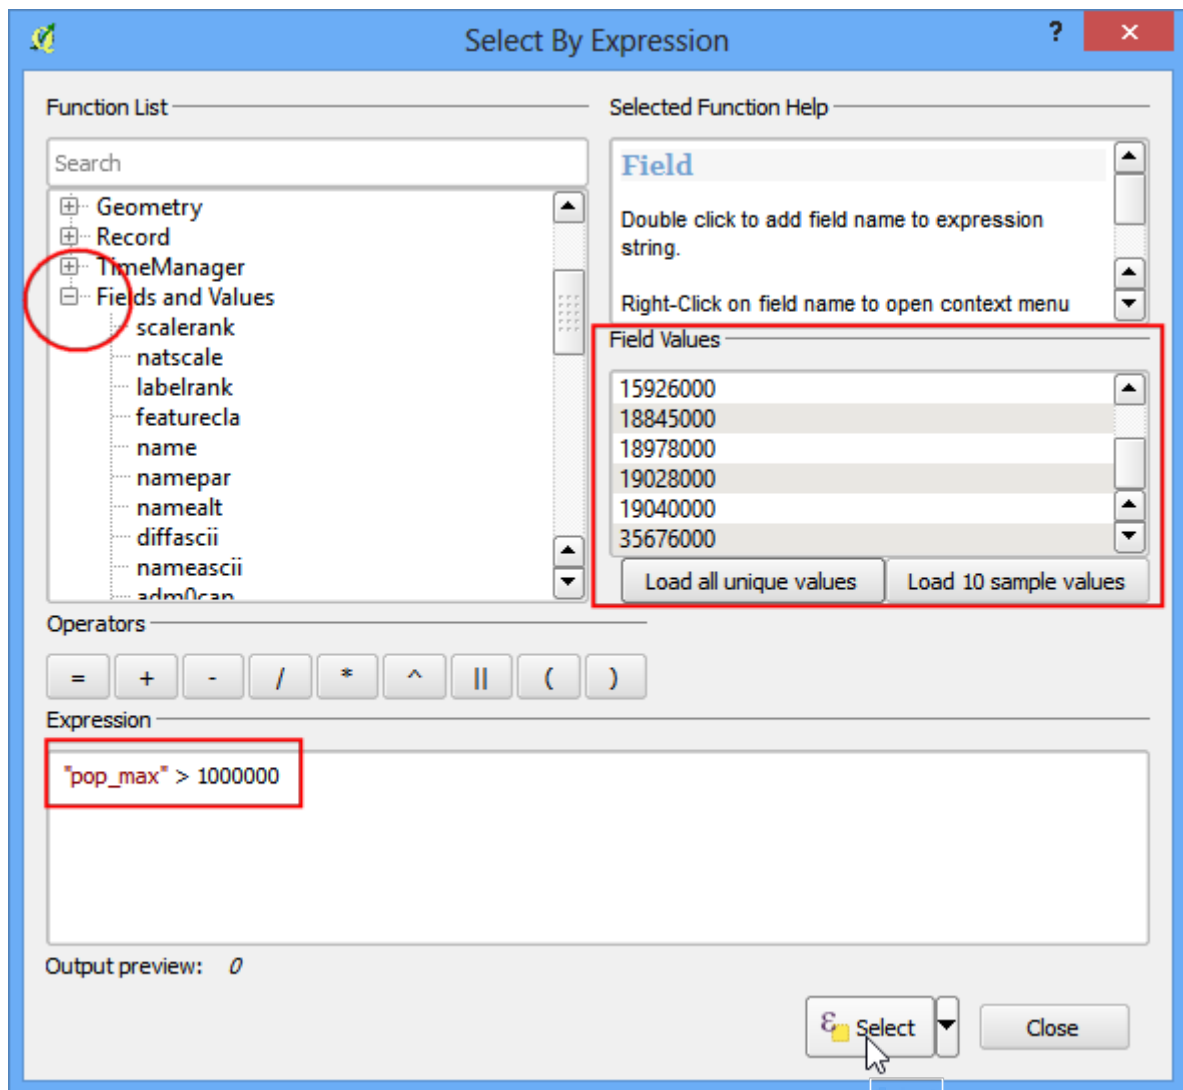 Select By Expression
?
×
Function List
Search
Geometry
Record
TimeManager
Fields and Values
scalerank
natscale
labelrank
featurecla
name
namepar
namealt
diffascii
nameascii
adm0cap
Selected Function Help
Field
Double click to add field name to expression
string.
Right-Click on field name to open context menu
Field Values
15926000
18845000
18978000
19028000
19040000
35676000
Load all unique values Load 10 sample values
Operators
= + - / * ^ || ( )
Expression
"pop_max" > 1000000
Output preview: 0
ε Select Close